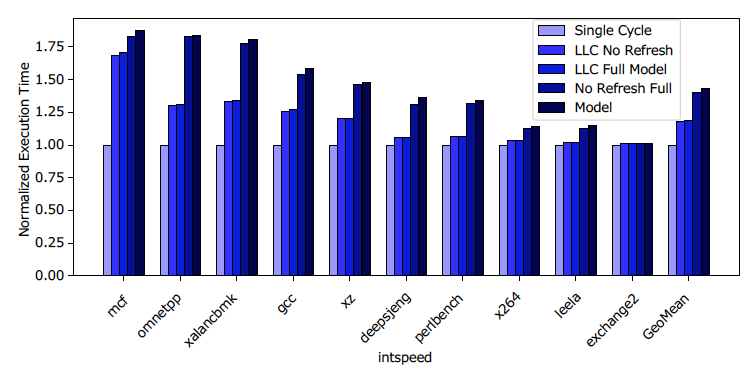 Single Cycle
LLC No Refresh
LLC Full Model
No Refresh Full
Model
Normalized Execution Time
1.75
1.50
1.25
1.00
0.75
0.50
0.25
0.00
mcf
omnetpp
xalancbmk
gcc
xz
deepsjeng
perlbench
x264
leela
exchange2
GeoMean
intspeed